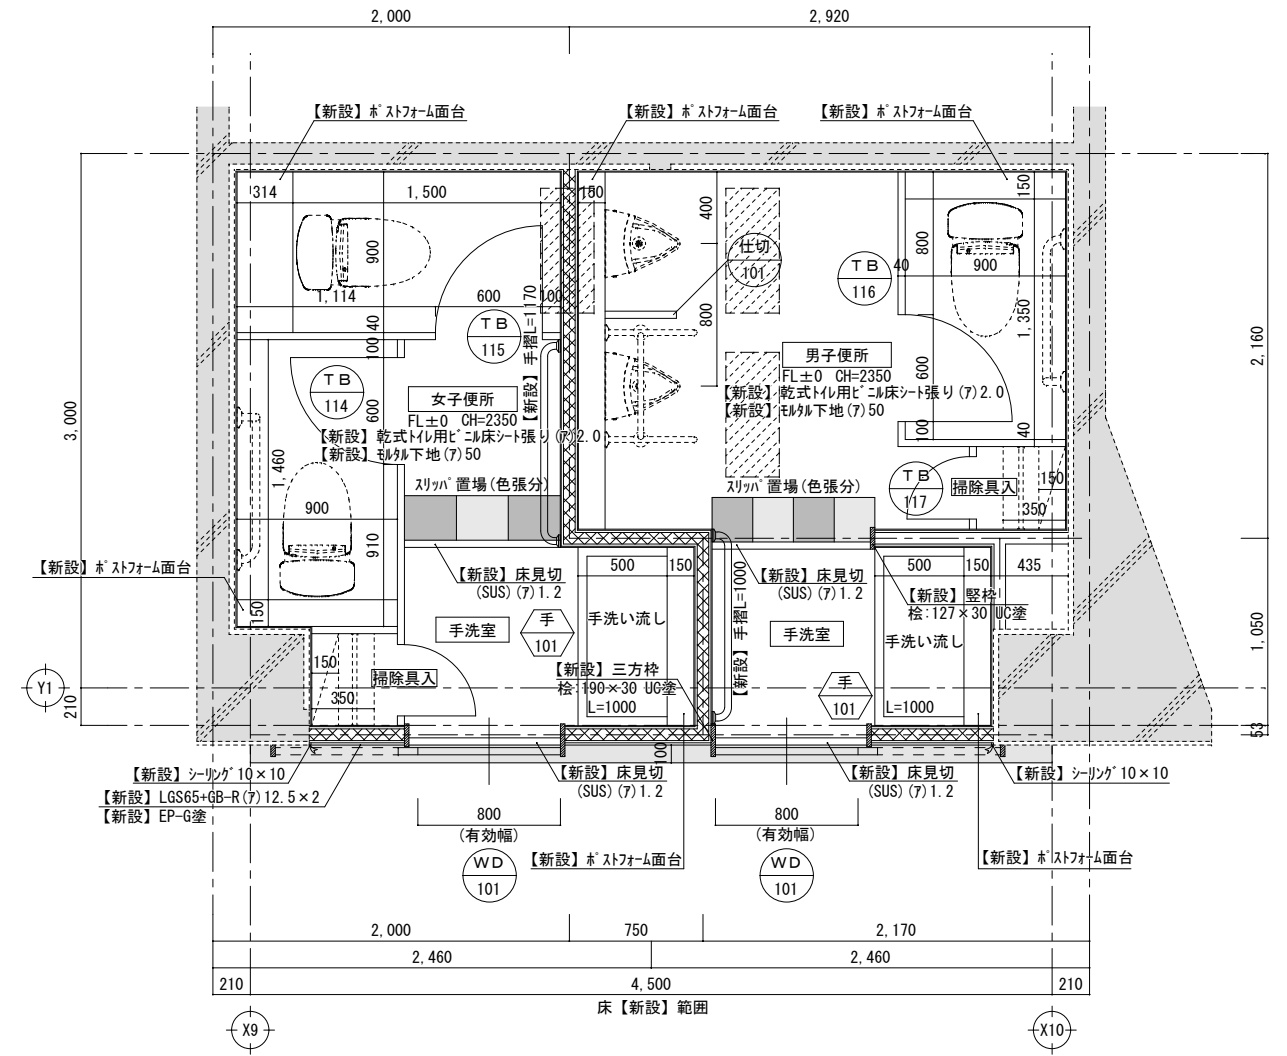 2,000
2,920
【新設】ﾎﾟｽﾄﾌｫｰﾑ面台
【新設】ﾎﾟｽﾄﾌｫｰﾑ面台
【新設】ﾎﾟｽﾄﾌｫｰﾑ面台
314
1,500
150
400
150
900
仕切
101
800
TB
116
40
900
1,114
600
100
1,350
40
100
TB
115
【新設】手摺L=1170
800
2,160
3,000
TB
114
600
女子便所
FL±0 CH=2350
【新設】乾式ﾄｲﾚ用ﾋﾞﾆﾙ床ｼｰﾄ張り(ｱ)2.0
【新設】ﾓﾙﾀﾙ下地(ｱ)50
男子便所
FL±0 CH=2350
【新設】乾式ﾄｲﾚ用ﾋﾞﾆﾙ床ｼｰﾄ張り(ｱ)2.0
【新設】ﾓﾙﾀﾙ下地(ｱ)50
600
100
40
1,460
900
910
ｽﾘｯﾊﾟ置場(色張分)
ｽﾘｯﾊﾟ置場(色張分)
TB
117
掃除具入
150
350
【新設】ﾎﾟｽﾄﾌｫｰﾑ面台
150
【新設】床見切
(SUS)(ｱ)1.2
500
150
【新設】手摺L=1000
【新設】床見切
(SUS)(ｱ)1.2
500
150
435
【新設】竪枠
桧:127×30 UC塗
手洗室
手
101
手洗い流し
手洗室
手洗い流し
1,050
【新設】三方枠
桧:190×30 UC塗
L=1000
手
101
L=1000
150
350
掃除具入
Y1
210
53
100
【新設】ｼｰﾘﾝｸﾞ10×10
【新設】LGS65+GB-R(ｱ)12.5×2
【新設】EP-G塗
【新設】床見切
(SUS)(ｱ)1.2
【新設】床見切
(SUS)(ｱ)1.2
【新設】ｼｰﾘﾝｸﾞ10×10
800
(有効幅)
800
(有効幅)
WD
101
【新設】ﾎﾟｽﾄﾌｫｰﾑ面台
WD
101
【新設】ﾎﾟｽﾄﾌｫｰﾑ面台
2,000
750
2,170
2,460
2,460
210
4,500
210
床【新設】範囲
X9
X10